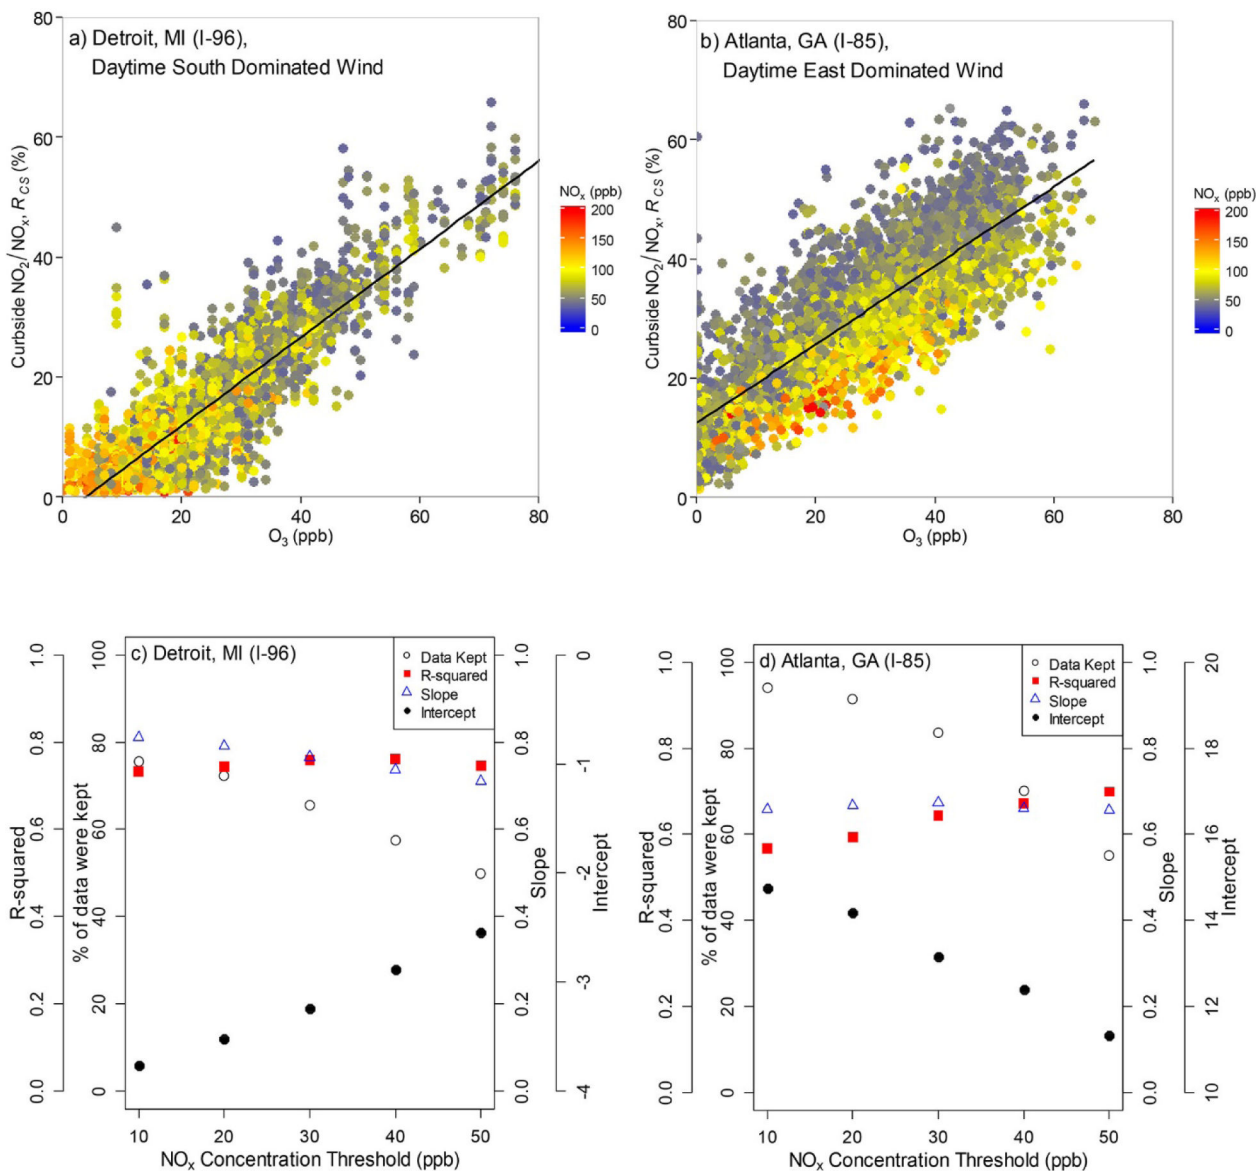 a) Detroit, MI (I-96),
Daytime South Dominated Wind
Curbside NO₂/NOₓ, R_CS (%)
80
60
40
20
0
0 20 40 60 80
O₃ (ppb)
NOₓ (ppb)
200
150
100
50
0
b) Atlanta, GA (I-85),
Daytime East Dominated Wind
Curbside NO₂/NOₓ, R_CS (%)
80
60
40
20
0
0 20 40 60 80
O₃ (ppb)
NOₓ (ppb)
200
150
100
50
0
c) Detroit, MI (I-96)
Data Kept
R-squared
Slope
Intercept
R-squared
1.0
0.8
0.6
0.4
0.2
0.0
% of data were kept
100
80
60
40
20
0
Slope
1.0
0.8
0.6
0.4
0.2
0.0
Intercept
0
-1
-2
-3
-4
10 20 30 40 50
NOₓ Concentration Threshold (ppb)
d) Atlanta, GA (I-85)
Data Kept
R-squared
Slope
Intercept
R-squared
1.0
0.8
0.6
0.4
0.2
0.0
% of data were kept
100
80
60
40
20
0
Slope
1.0
0.8
0.6
0.4
0.2
0.0
Intercept
20
18
16
14
12
10
10 20 30 40 50
NOₓ Concentration Threshold (ppb)